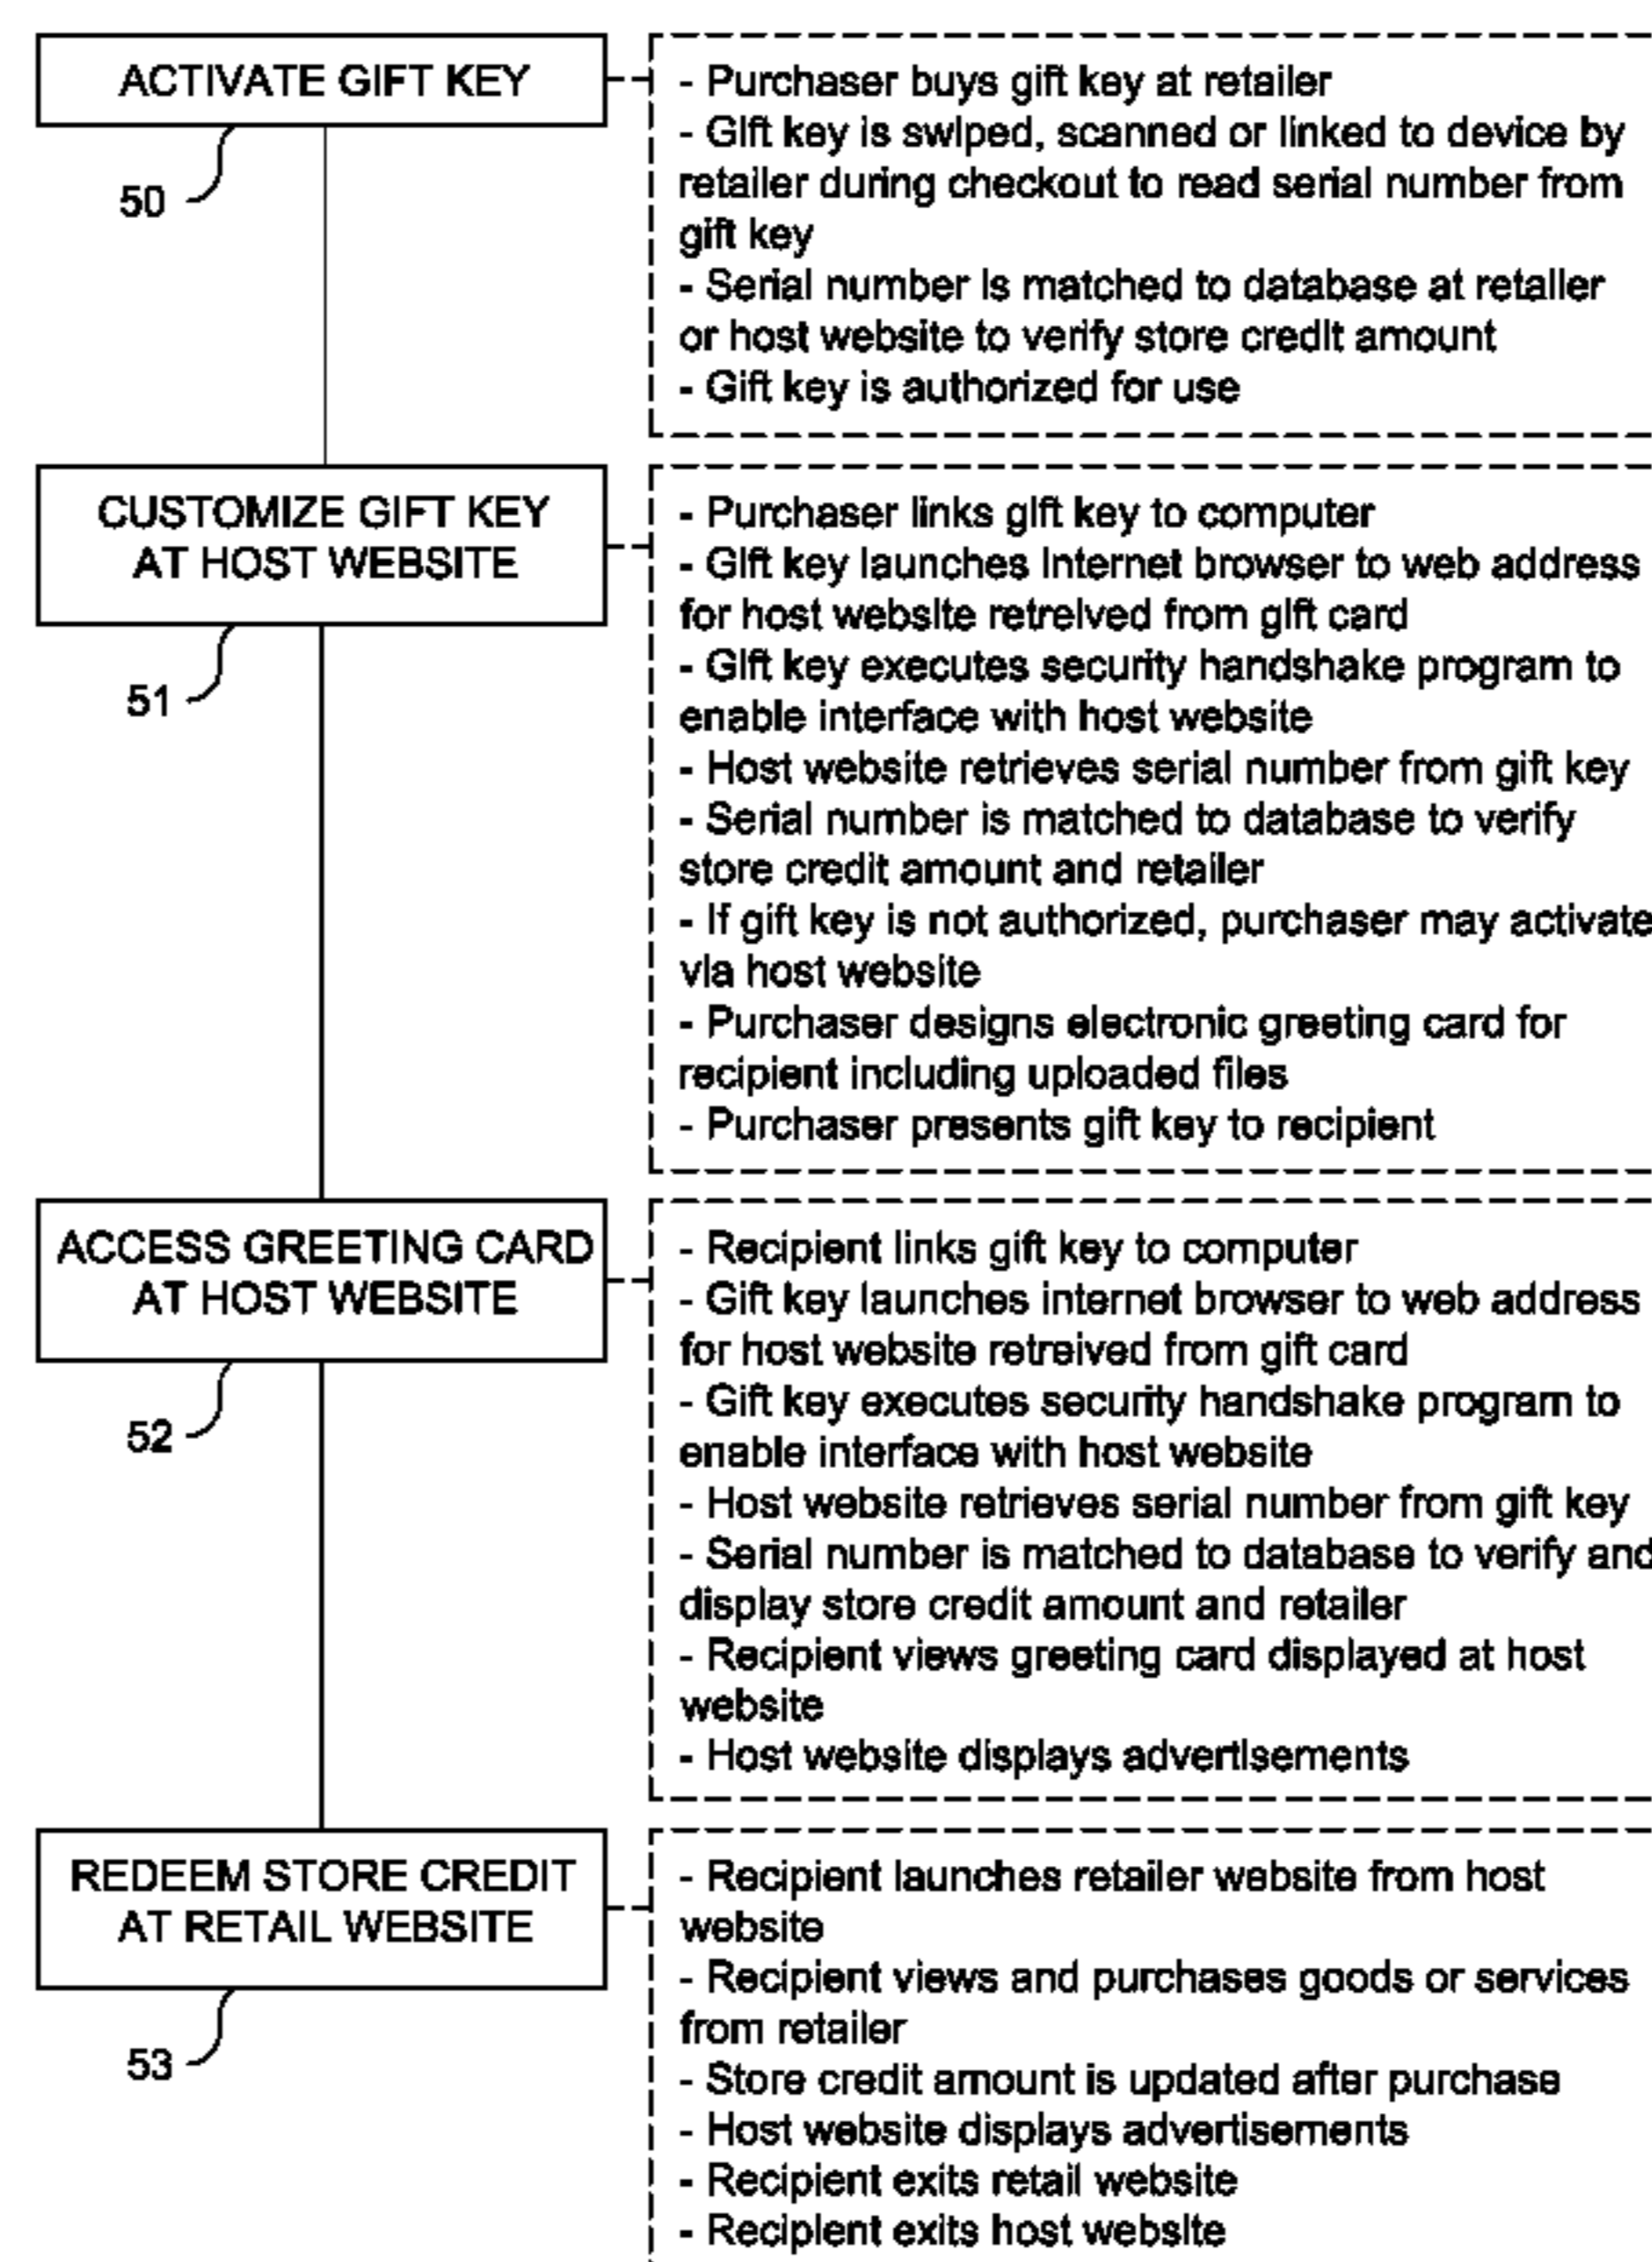 ACTIVATE GIFT KEY
50
- Purchaser buys gift key at retailer
- Gift key is swiped, scanned or linked to device by
retailer during checkout to read serial number from
gift key
- Serial number is matched to database at retailer
or host website to verify store credit amount
- Gift key is authorized for use
CUSTOMIZE GIFT KEY
AT HOST WEBSITE
51
- Purchaser links gift key to computer
- Gift key launches internet browser to web address
for host website retreived from gift card
- Gift key executes security handshake program to
enable interface with host website
- Host website retrieves serial number from gift key
- Serial number is matched to database to verify
store credit amount and retailer
- If gift key is not authorized, purchaser may activate
via host website
- Purchaser designs electronic greeting card for
recipient including uploaded files
- Purchaser presents gift key to recipient
ACCESS GREETING CARD
AT HOST WEBSITE
52
- Recipient links gift key to computer
- Gift key launches internet browser to web address
for host website retreived from gift card
- Gift key executes security handshake program to
enable interface with host website
- Host website retrieves serial number from gift key
- Serial number is matched to database to verify and
display store credit amount and retailer
- Recipient views greeting card displayed at host
website
- Host website displays advertisements
REDEEM STORE CREDIT
AT RETAIL WEBSITE
53
- Recipient launches retailer website from host
website
- Recipient views and purchases goods or services
from retailer
- Store credit amount is updated after purchase
- Host website displays advertisements
- Recipient exits retail website
- Recipient exits host website